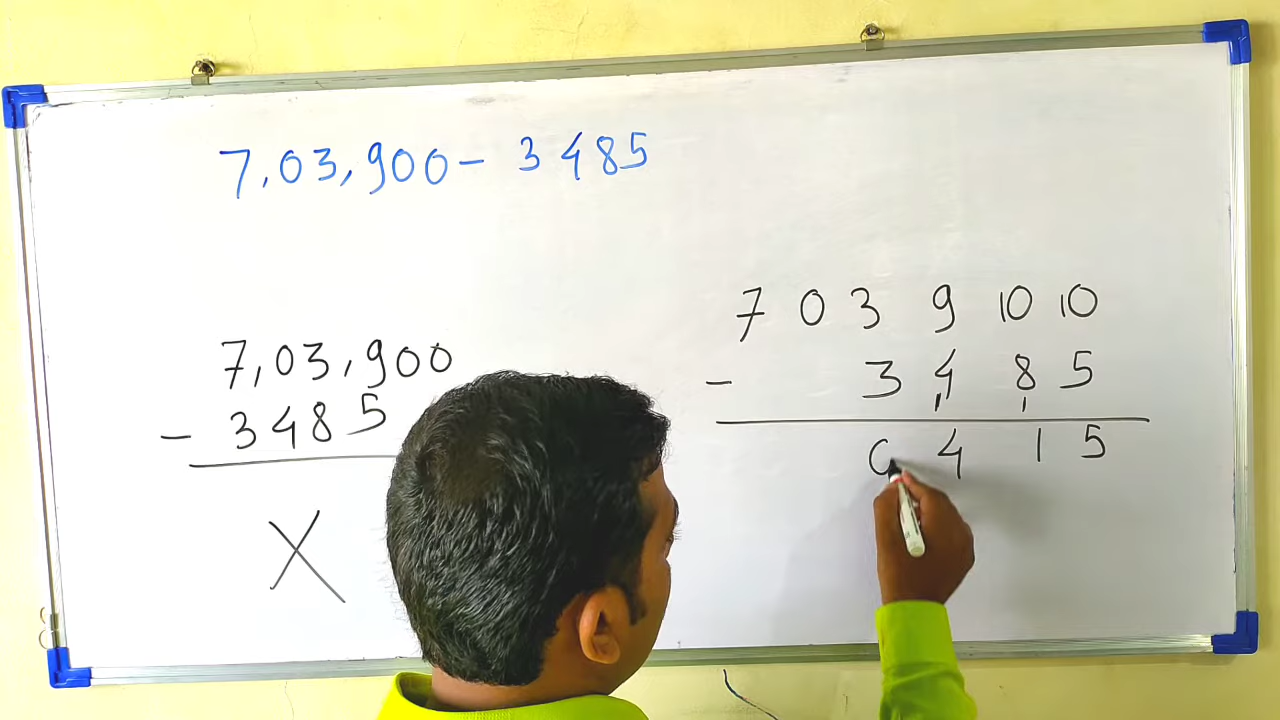 7,03,900 - 3485
7,03,900
- 3485
X
7 0 3 9 10 10
- 3 4 8 5
, ,
0 4 1 5